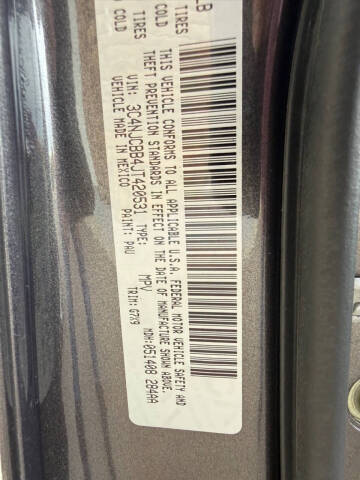 LB
TIRES
COLD
TIRES
COLD
THIS VEHICLE CONFORMS TO ALL APPLICABLE U.S.A. FEDERAL MOTOR VEHICLE SAFETY AND
THEFT PREVENTION STANDARDS IN EFFECT ON THE DATE OF MANUFACTURE SHOWN ABOVE.
VIN: 3C4NJCBB4JT420531 TYPE: MPV
VEHICLE MADE IN MEXICO
PAINT: PAU TRIM: G7X9
MDH: 051408 284AA